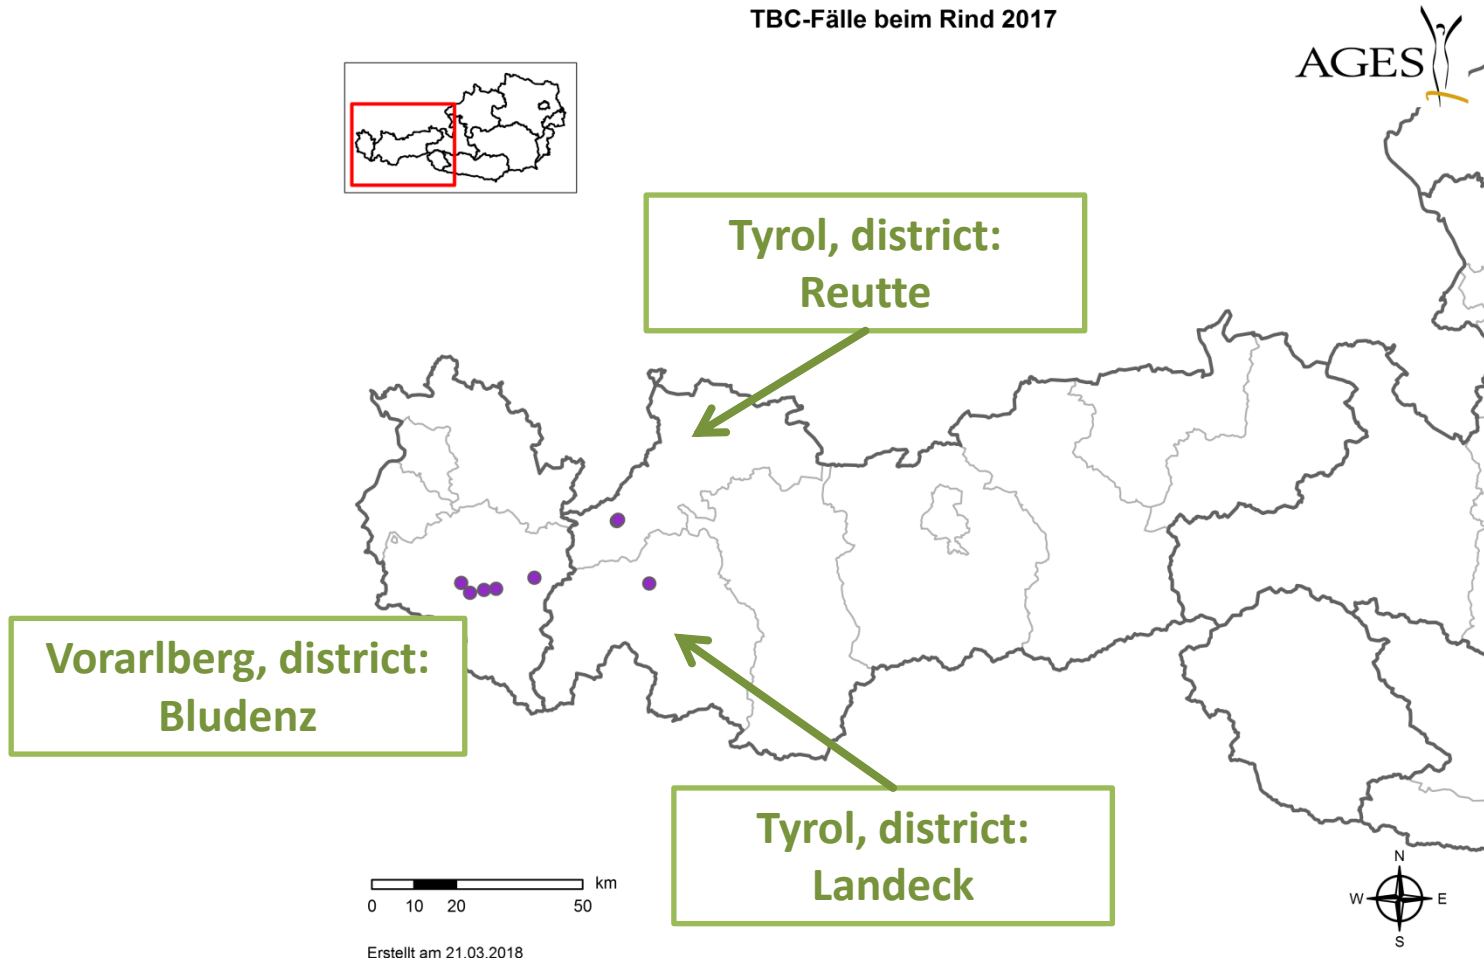 TBC-Fälle beim Rind 2017
AGES
Tyrol, district:
Reutte
Vorarlberg, district:
Bludenz
Tyrol, district:
Landeck
km
0 10 20 50
Erstellt am 21.03.2018
N
W E
S